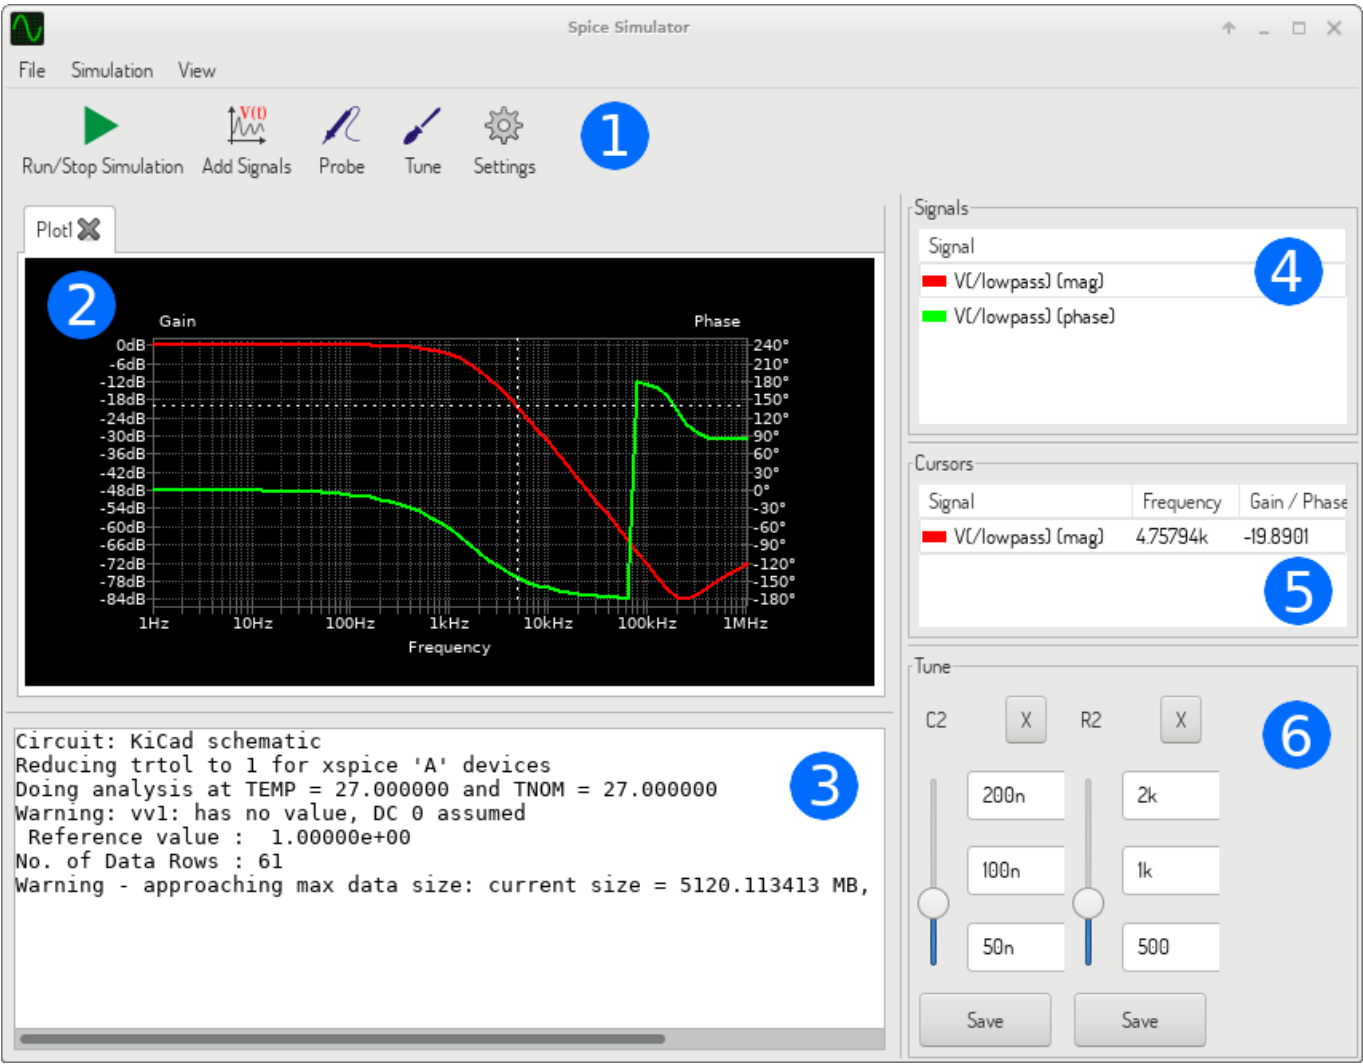 Spice Simulator
File Simulation View
Run/Stop Simulation Add Signals Probe Tune Settings
V(t)
1
Plot1
2
Gain Phase
0dB 240°
-6dB 210°
-12dB 180°
-18dB 150°
-24dB 120°
-30dB 90°
-36dB 60°
-42dB 30°
-48dB 0°
-54dB -30°
-60dB -60°
-66dB -90°
-72dB -120°
-78dB -150°
-84dB -180°
1Hz 10Hz 100Hz 1kHz 10kHz 100kHz 1MHz
Frequency
Circuit: KiCad schematic
Reducing trtol to 1 for xspice 'A' devices
Doing analysis at TEMP = 27.000000 and TNOM = 27.000000
Warning: vv1: has no value, DC 0 assumed
Reference value : 1.00000e+00
No. of Data Rows : 61
Warning - approaching max data size: current size = 5120.113413 MB,
3
Signals
Signal
V(/lowpass) (mag)
V(/lowpass) (phase)
4
Cursors
Signal Frequency Gain / Phase
V(/lowpass) (mag) 4.75794k -19.8901
5
Tune
C2 X R2 X
6
200n 2k
100n 1k
50n 500
Save Save